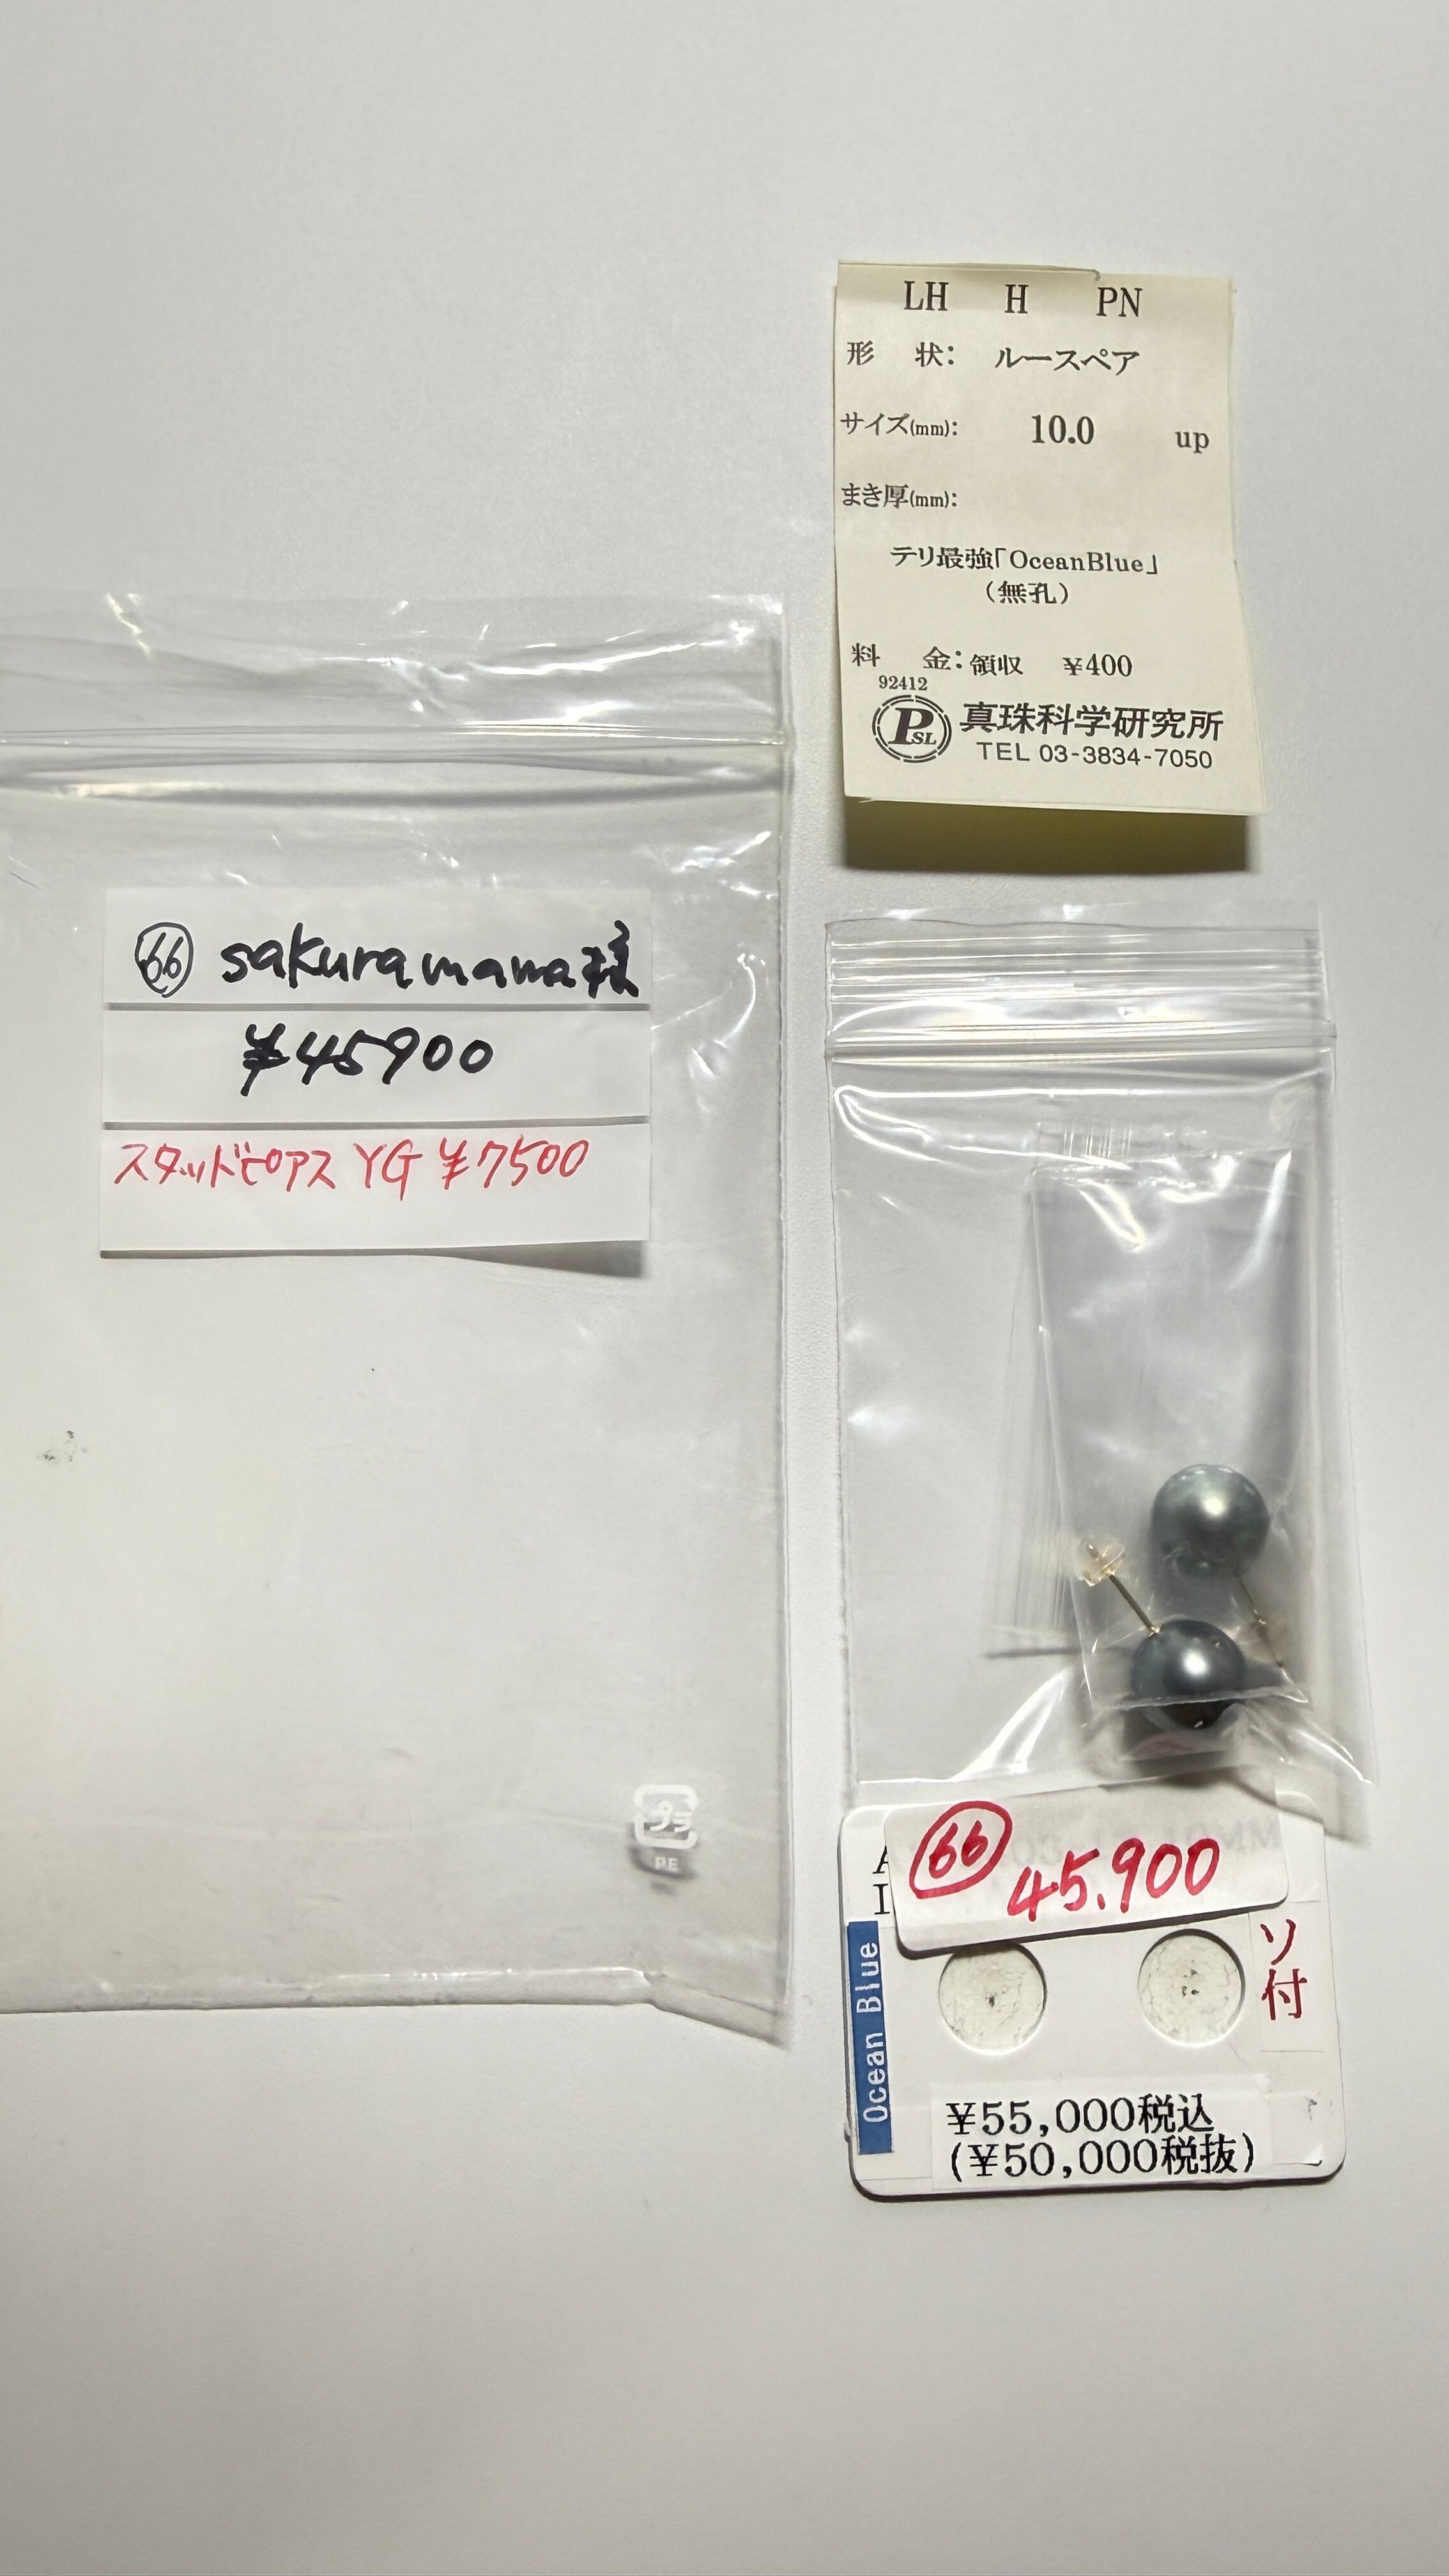 LH H PN
形 状: ルースペア
サイズ(mm): 10.0 up
まき厚(mm):
テリ最強「OceanBlue」
(無孔)
料 金: 領収 ¥400
92412
PSL 真珠科学研究所
TEL 03-3834-7050
66 sakuramama様
¥45900
スタッドピアス YG ¥7500
プラ
PE
66 45.900
Ocean Blue
ソ付
¥55,000税込
(¥50,000税抜)